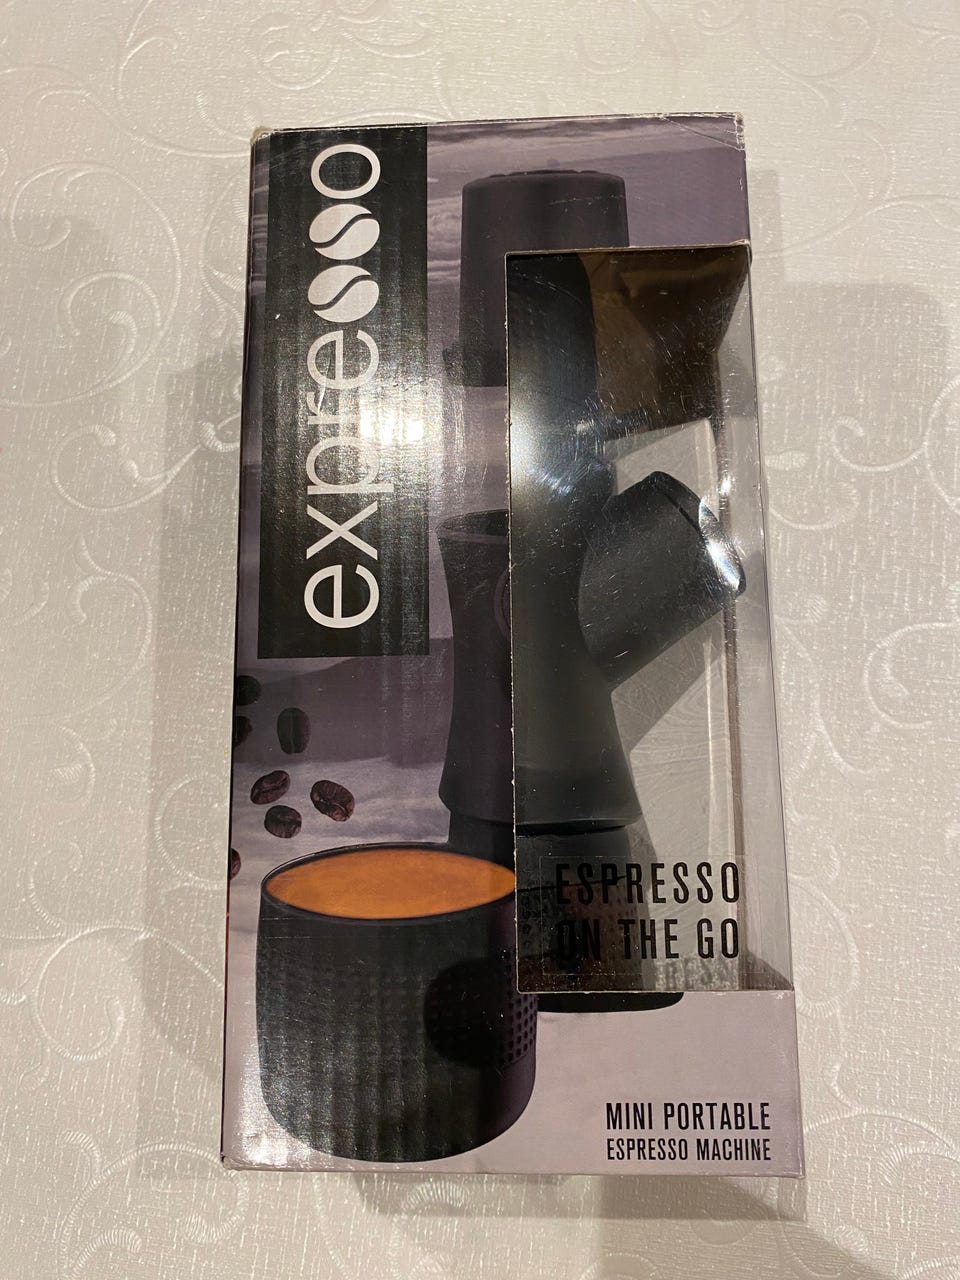 expresso
ESPRESSO
ON THE GO
MINI PORTABLE
ESPRESSO MACHINE